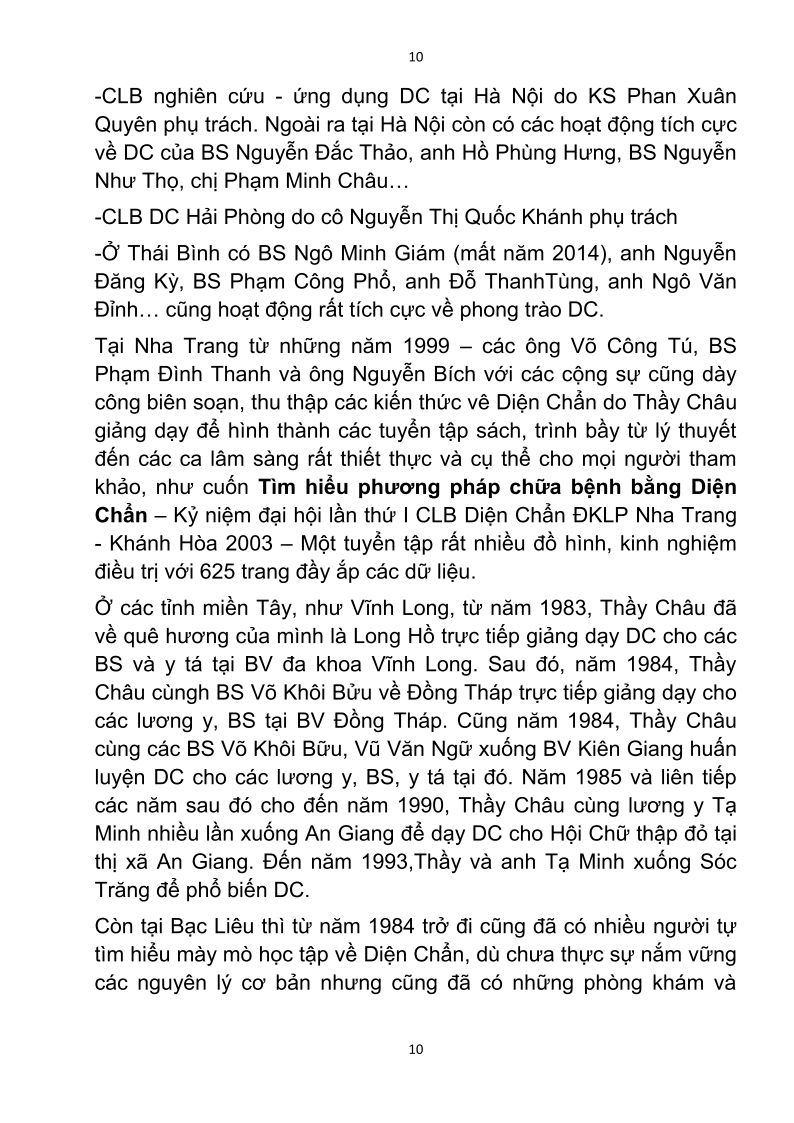 10
-CLB nghiên cứu - ứng dụng DC tại Hà Nội do KS Phan Xuân
Quyên phụ trách. Ngoài ra tại Hà Nội còn có các hoạt động tích cực
về DC của BS Nguyễn Đắc Thảo, anh Hồ Phùng Hưng, BS Nguyễn
Như Thọ, chị Phạm Minh Châu…
-CLB DC Hải Phòng do cô Nguyễn Thị Quốc Khánh phụ trách
-Ở Thái Bình có BS Ngô Minh Giám (mất năm 2014), anh Nguyễn
Đăng Kỳ, BS Phạm Công Phổ, anh Đỗ ThanhTùng, anh Ngô Văn
Đỉnh… cũng hoạt động rất tích cực về phong trào DC.
Tại Nha Trang từ những năm 1999 – các ông Võ Công Tú, BS
Phạm Đình Thanh và ông Nguyễn Bích với các cộng sự cũng dày
công biên soạn, thu thập các kiến thức vê Diện Chẩn do Thầy Châu
giảng dạy để hình thành các tuyển tập sách, trình bầy từ lý thuyết
đến các ca lâm sàng rất thiết thực và cụ thể cho mọi người tham
khảo, như cuốn Tìm hiểu phương pháp chữa bệnh bằng Diện
Chẩn – Kỷ niệm đại hội lần thứ I CLB Diện Chẩn ĐKLP Nha Trang
- Khánh Hòa 2003 – Một tuyển tập rất nhiều đồ hình, kinh nghiệm
điều trị với 625 trang đầy ắp các dữ liệu.
Ở các tỉnh miền Tây, như Vĩnh Long, từ năm 1983, Thầy Châu đã
về quê hương của mình là Long Hồ trực tiếp giảng dạy DC cho các
BS và y tá tại BV đa khoa Vĩnh Long. Sau đó, năm 1984, Thầy
Châu cùngh BS Võ Khôi Bửu về Đồng Tháp trực tiếp giảng dạy cho
các lương y, BS tại BV Đồng Tháp. Cũng năm 1984, Thầy Châu
cùng các BS Võ Khôi Bữu, Vũ Văn Ngữ xuống BV Kiên Giang huấn
luyện DC cho các lương y, BS, y tá tại đó. Năm 1985 và liên tiếp
các năm sau đó cho đến năm 1990, Thầy Châu cùng lương y Tạ
Minh nhiều lần xuống An Giang để dạy DC cho Hội Chữ thập đỏ tại
thị xã An Giang. Đến năm 1993,Thầy và anh Tạ Minh xuống Sóc
Trăng để phổ biến DC.
Còn tại Bạc Liêu thì từ năm 1984 trở đi cũng đã có nhiều người tự
tìm hiểu mày mò học tập về Diện Chẩn, dù chưa thực sự nắm vững
các nguyên lý cơ bản nhưng cũng đã có những phòng khám và
10